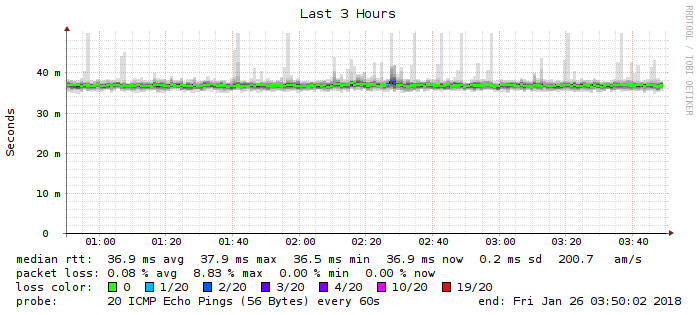 Last 3 Hours
RRDTOOL / TOBI OETIKER
Seconds
40 m
30 m
20 m
10 m
0
01:00 01:20 01:40 02:00 02:20 02:40 03:00 03:20 03:40
median rtt: 36.9 ms avg 37.9 ms max 36.5 ms min 36.9 ms now 0.2 ms sd 200.7 am/s
packet loss: 0.08 % avg 8.83 % max 0.00 % min 0.00 % now
loss color: 0 1/20 2/20 3/20 4/20 10/20 19/20
probe: 20 ICMP Echo Pings (56 Bytes) every 60s end: Fri Jan 26 03:50:02 2018